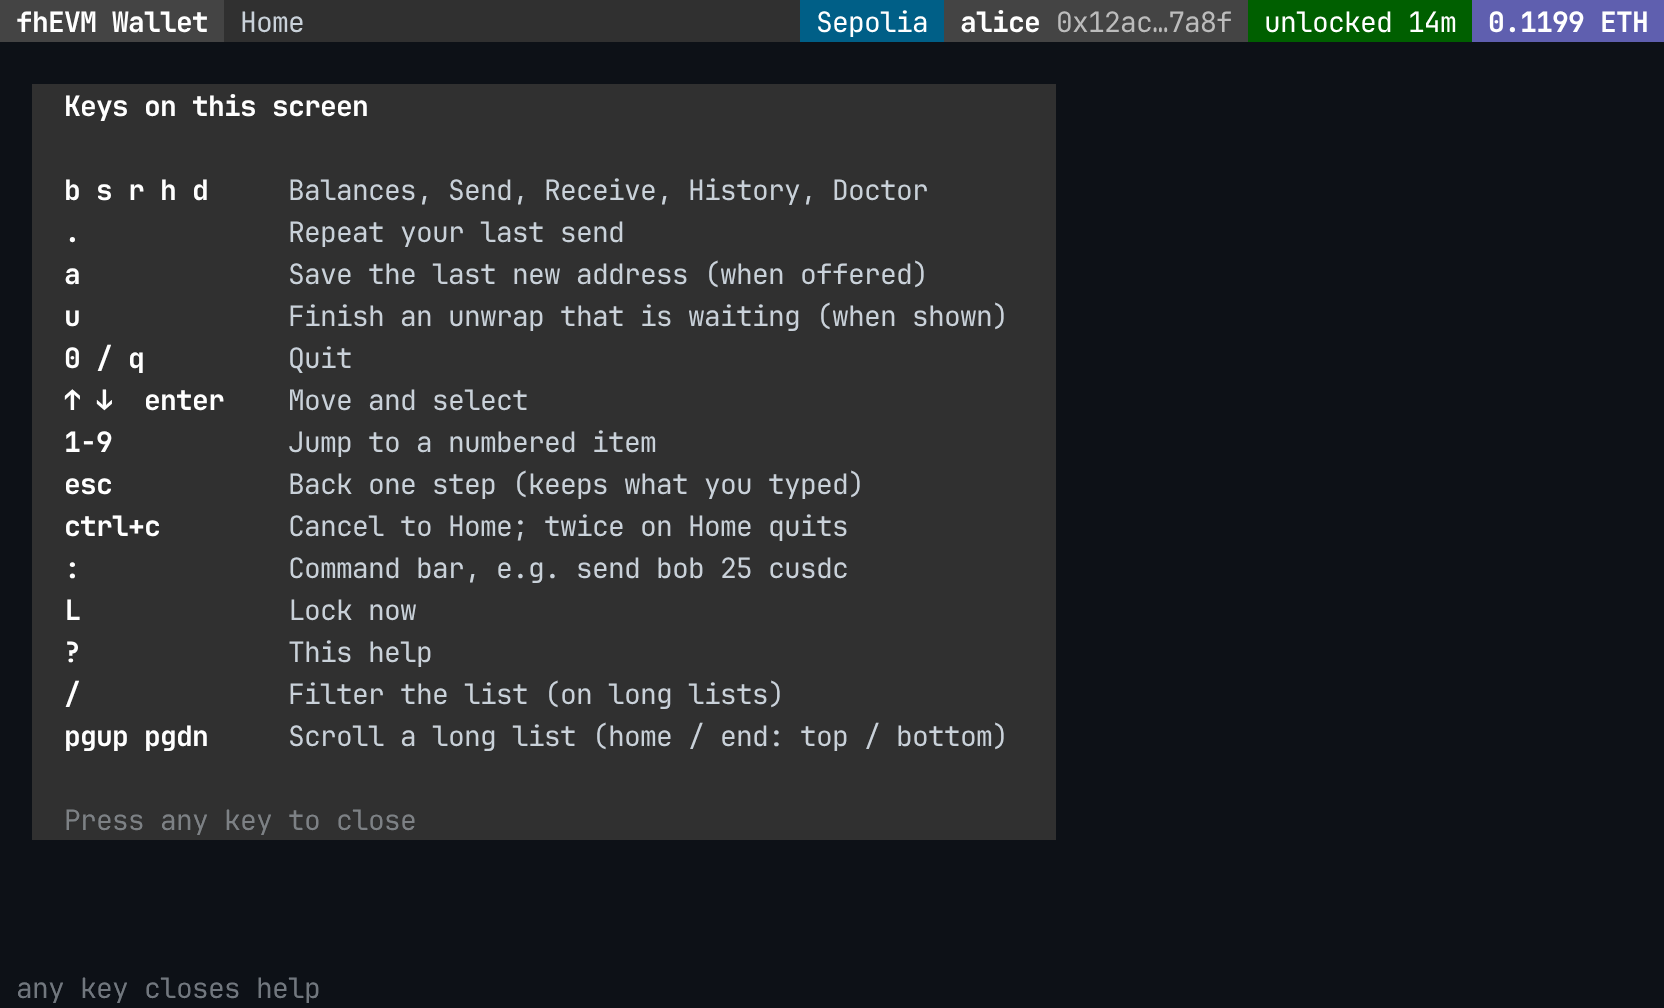 fhEVM Wallet Home Sepolia alice 0x12ac…7a8f unlocked 14m 0.1199 ETH
Keys on this screen
b s r h d Balances, Send, Receive, History, Doctor
. Repeat your last send
a Save the last new address (when offered)
u Finish an unwrap that is waiting (when shown)
0 / q Quit
↑ ↓ enter Move and select
1-9 Jump to a numbered item
esc Back one step (keeps what you typed)
ctrl+c Cancel to Home; twice on Home quits
: Command bar, e.g. send bob 25 cusdc
L Lock now
? This help
/ Filter the list (on long lists)
pgup pgdn Scroll a long list (home / end: top / bottom)
Press any key to close
any key closes help